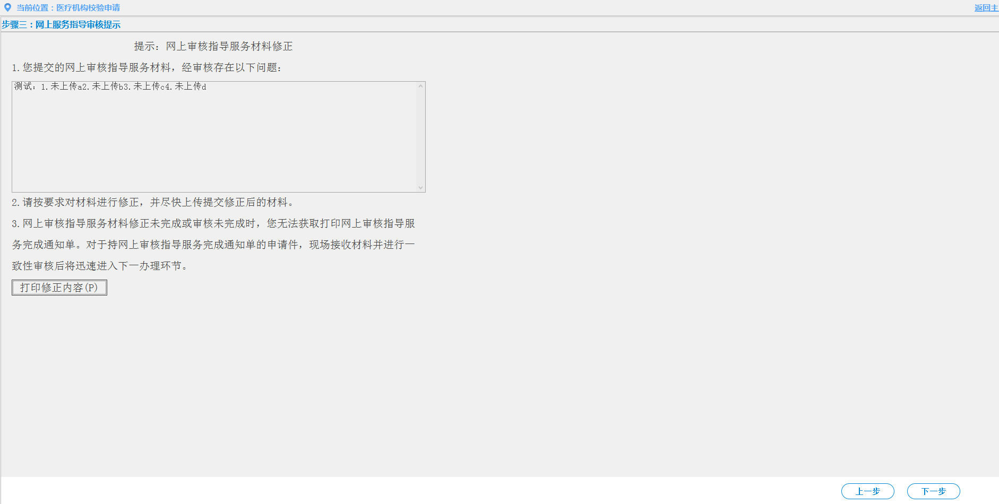 当前位置：医疗机构校验申请
返回主
步骤三：网上服务指导审核提示
提示：网上审核指导服务材料修正
1.您提交的网上审核指导服务材料，经审核存在以下问题：
测试：1.未上传a2.未上传b3.未上传c4.未上传d
2.请按要求对材料进行修正，并尽快上传提交修正后的材料。
3.网上审核指导服务材料修正未完成或审核未完成时，您无法获取打印网上审核指导服
务完成通知单。对于持网上审核指导服务完成通知单的申请件，现场接收材料并进行一
致性审核后将迅速进入下一办理环节。
打印修正内容(P)
上一步
下一步